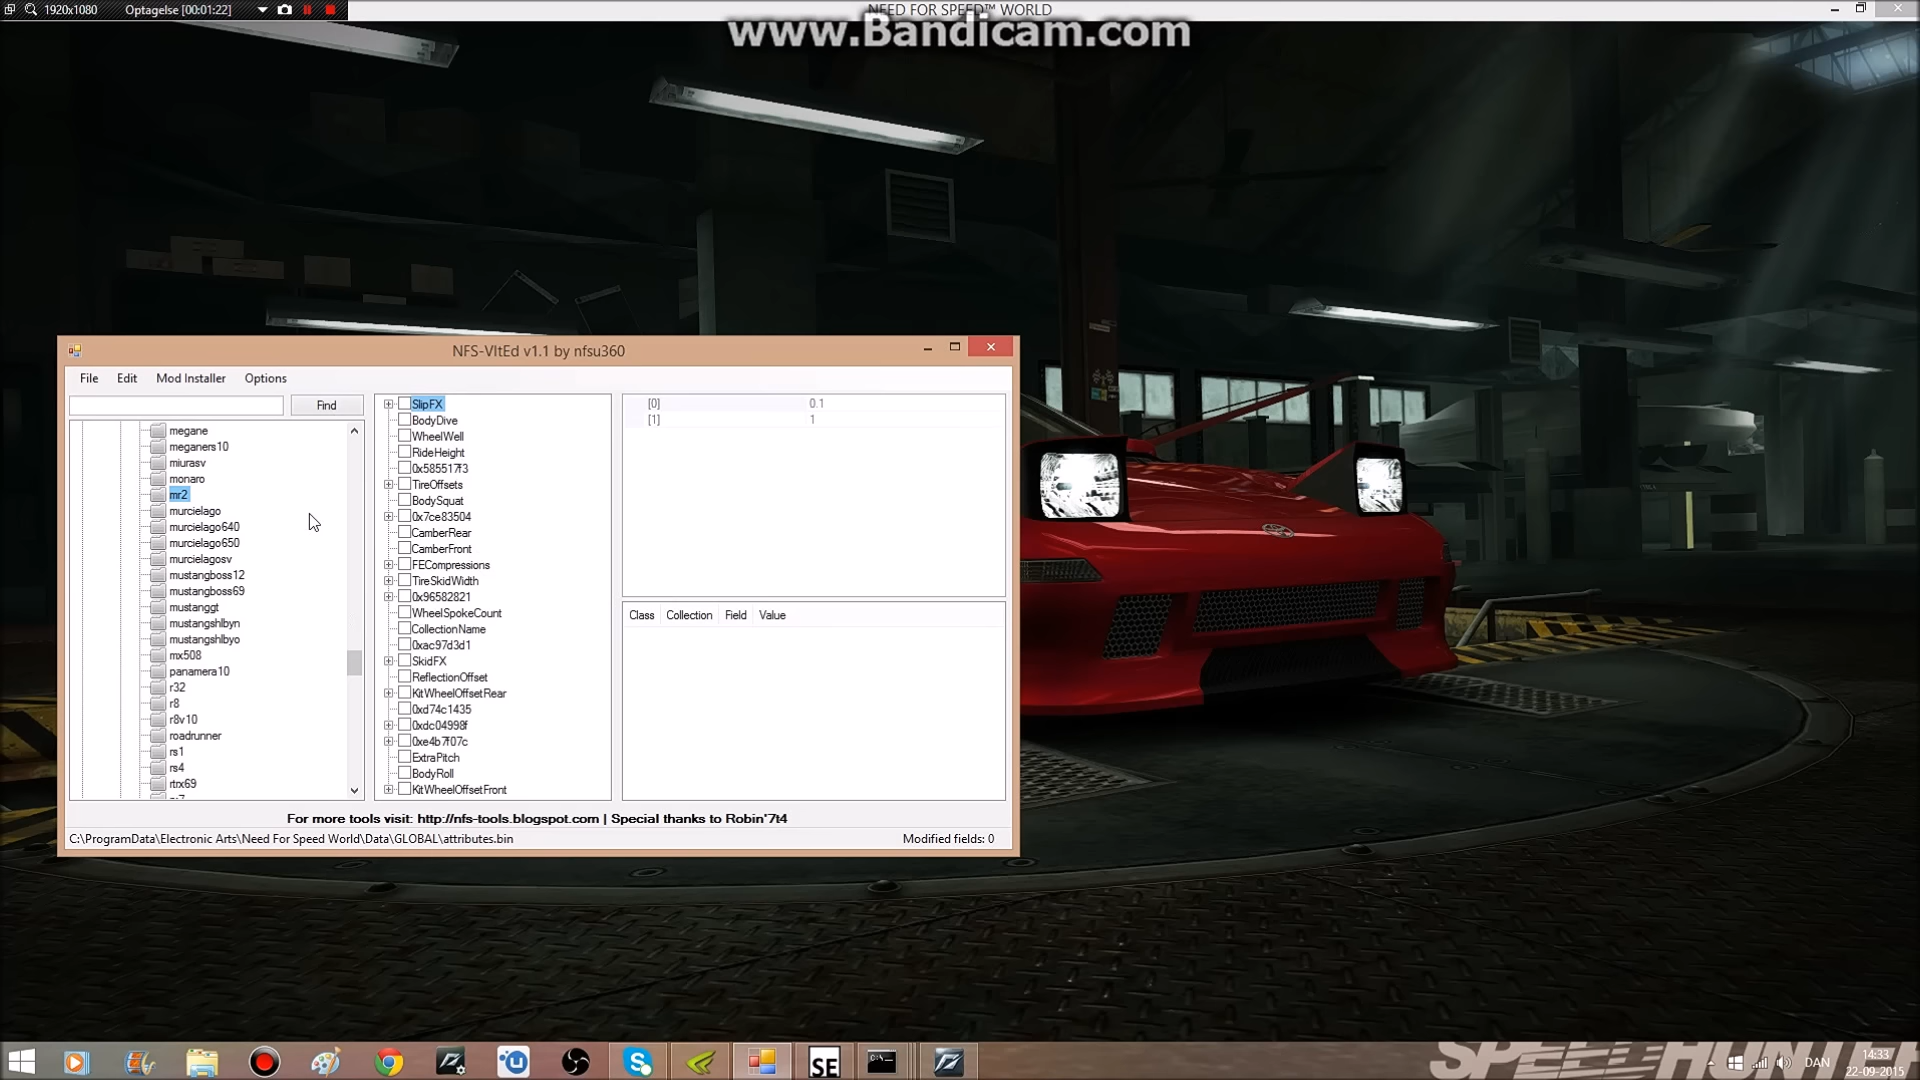 1920x1080
Optagelse [00:01:22]
NEED FOR SPEED™ WORLD
www.Bandicam.com
NFS-VltEd v1.1 by nfsu360
File
Edit
Mod Installer
Options
Find
megane
meganers10
miurasv
monaro
mr2
murcielago
murcielago640
murcielago650
murcielagosv
mustangboss12
mustangboss69
mustanggt
mustangshlbyn
mustangshlbyo
mx508
panamera10
r32
r8
r8v10
roadrunner
rs1
rs4
rtrx69
SlipFX
BodyDive
WheelWell
RideHeight
0x585517f3
TireOffsets
BodySquat
0x7ce83504
CamberRear
CamberFront
FECompressions
TireSkidWidth
0x96582821
WheelSpokeCount
CollectionName
0xac97d3d1
SkidFX
ReflectionOffset
KitWheelOffsetRear
0xd74c1435
0xdc04998f
0xe4b7f07c
ExtraPitch
BodyRoll
KitWheelOffsetFront
[0] 0.1
[1] 1
Class Collection Field Value
For more tools visit: http://nfs-tools.blogspot.com | Special thanks to Robin'7t4
C:\ProgramData\Electronic Arts\Need For Speed World\Data\GLOBAL\attributes.bin
Modified fields: 0
SPEEDHUNTER
SE
DAN
14:33
22-09-2015